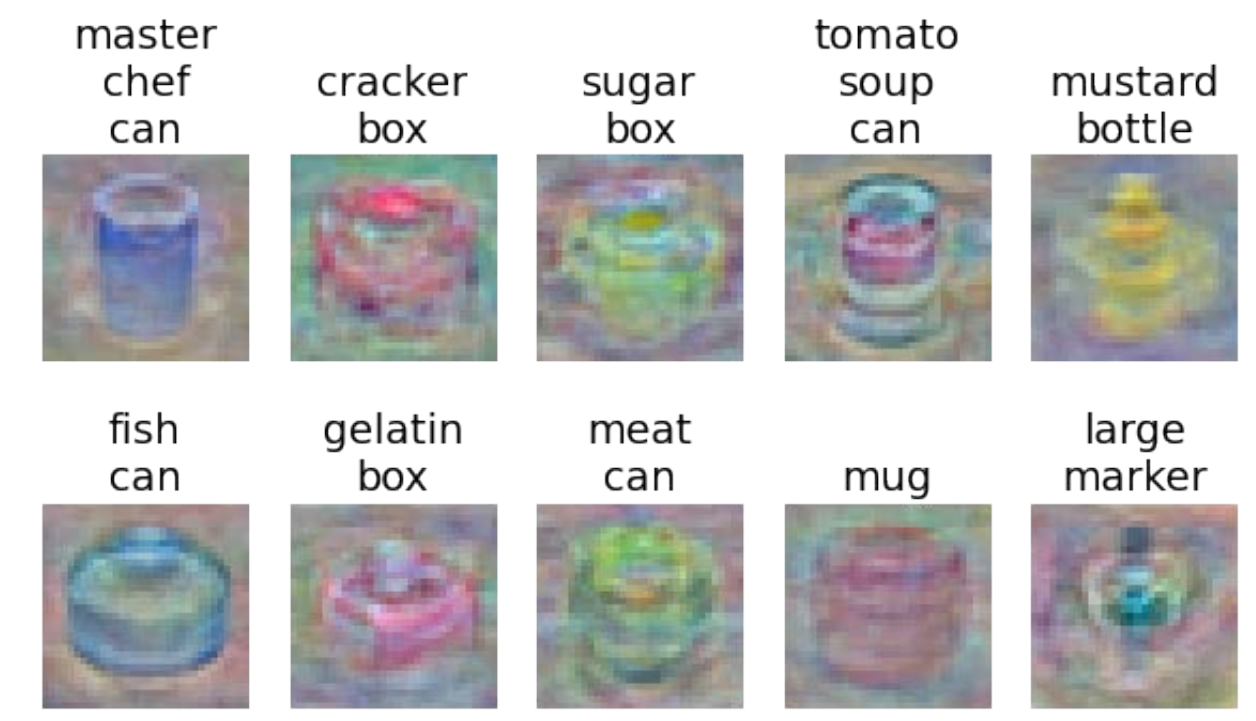 master
chef
can
cracker
box
sugar
box
tomato
soup
can
mustard
bottle
fish
can
gelatin
box
meat
can
mug
large
marker